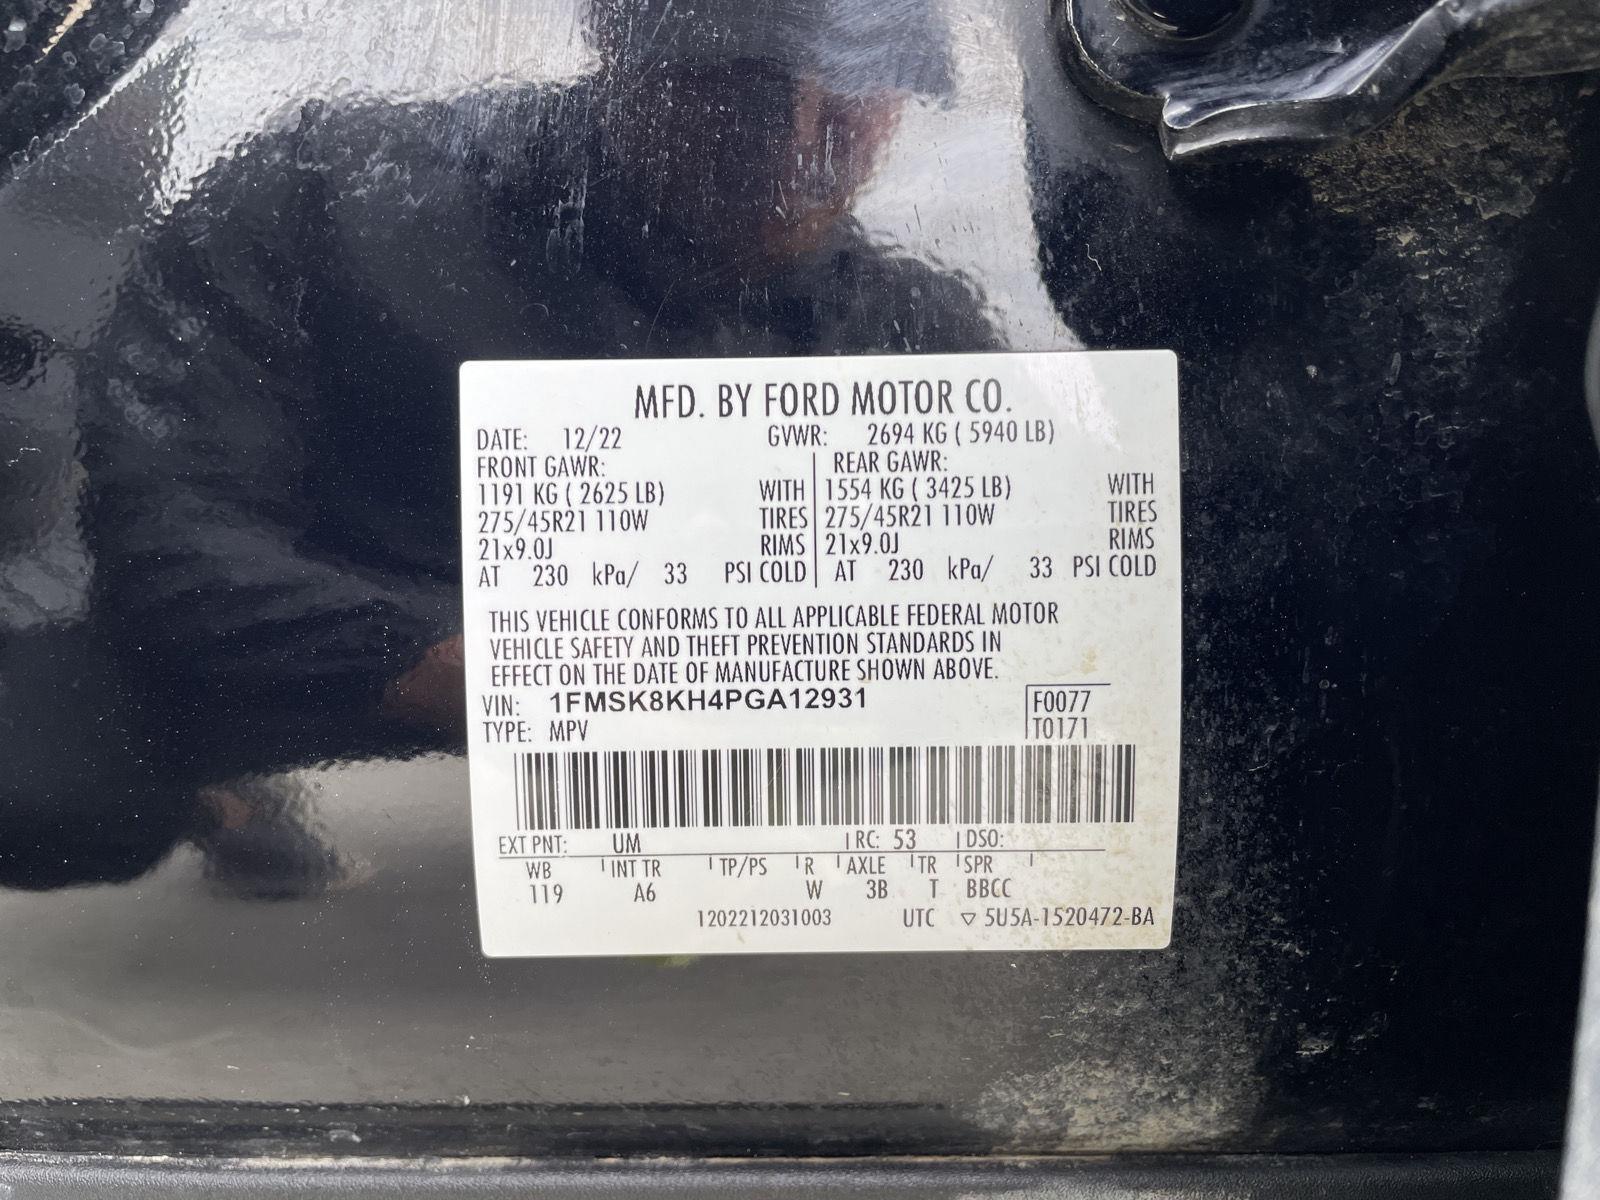 MFD. BY FORD MOTOR CO.
DATE: 12/22 GVWR: 2694 KG ( 5940 LB)
FRONT GAWR: REAR GAWR:
1191 KG ( 2625 LB) WITH 1554 KG ( 3425 LB) WITH
275/45R21 110W TIRES 275/45R21 110W TIRES
21x9.0J RIMS 21x9.0J RIMS
AT 230 kPa/ 33 PSI COLD AT 230 kPa/ 33 PSI COLD
THIS VEHICLE CONFORMS TO ALL APPLICABLE FEDERAL MOTOR
VEHICLE SAFETY AND THEFT PREVENTION STANDARDS IN
EFFECT ON THE DATE OF MANUFACTURE SHOWN ABOVE.
VIN: 1FMSK8KH4PGA12931 F0077
TYPE: MPV T0171
EXT PNT: UM RC: 53 DSO:
WB INT TR TP/PS R AXLE TR SPR
119 A6 W 3B T BBCC
1202212031003 UTC ▽ 5U5A-1520472-BA